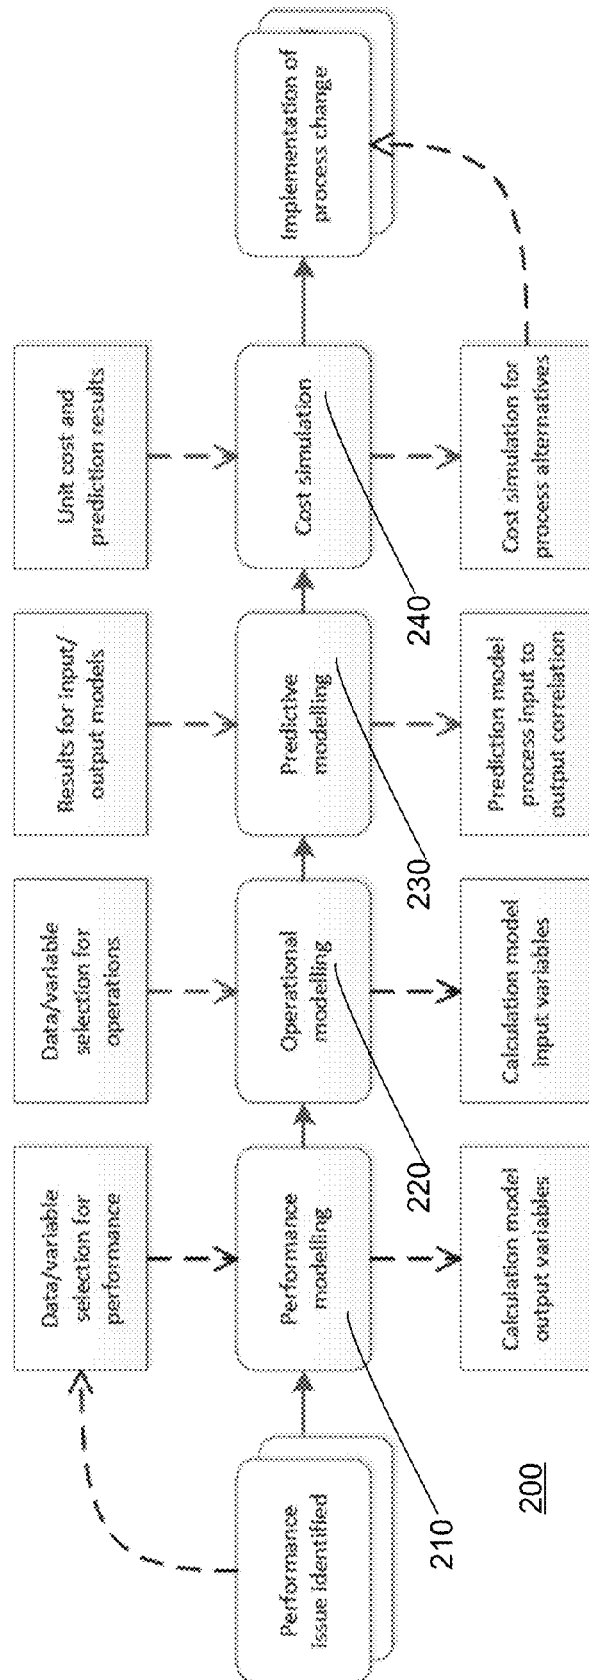 Data/variable
selection for
performance
Data/variable
selection for
operations
Results for input/
output models
Unit cost and
prediction results
Performance
issue identified
Performance
modelling
Operational
modelling
Predictive
modelling
Cost simulation
Implementation of
process change
210
220
230
240
Calculation model
output variables
Calculation model
input variables
Prediction model
process input to
output correlation
Cost simulation for
process alternatives
200